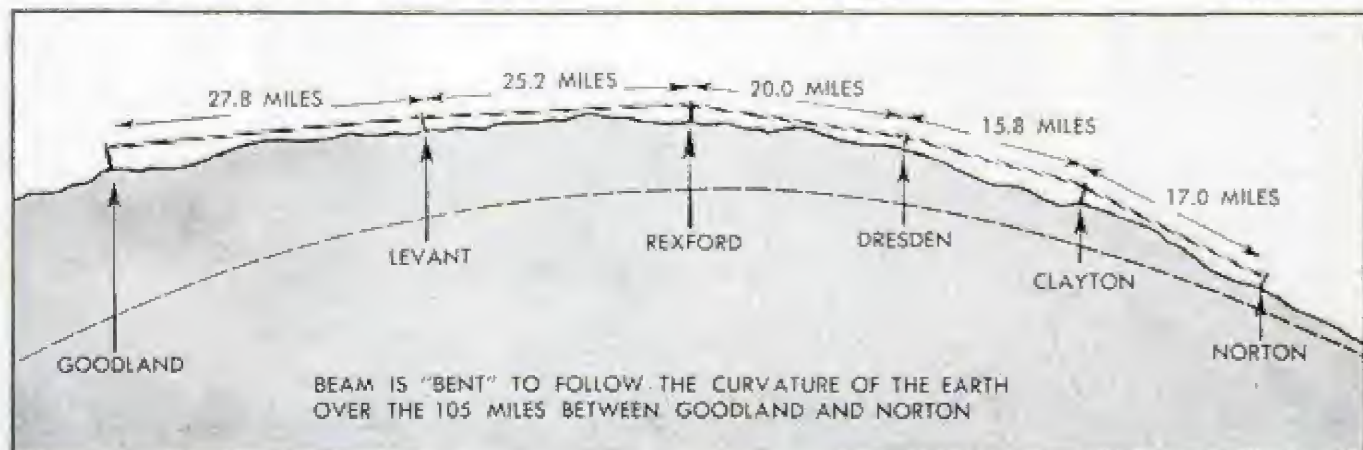 27.8 MILES
25.2 MILES
20.0 MILES
15.8 MILES
17.0 MILES
GOODLAND
LEVANT
REXFORD
DRESDEN
CLAYTON
NORTON
BEAM IS "BENT" TO FOLLOW THE CURVATURE OF THE EARTH
OVER THE 105 MILES BETWEEN GOODLAND AND NORTON